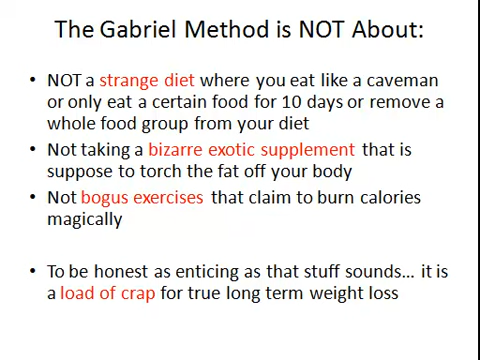 The Gabriel Method is NOT About:
• NOT a strange diet where you eat like a caveman
or only eat a certain food for 10 days or remove a
whole food group from your diet
• Not taking a bizarre exotic supplement that is
suppose to torch the fat off your body
• Not bogus exercises that claim to burn calories
magically
• To be honest as enticing as that stuff sounds... it is
a load of crap for true long term weight loss